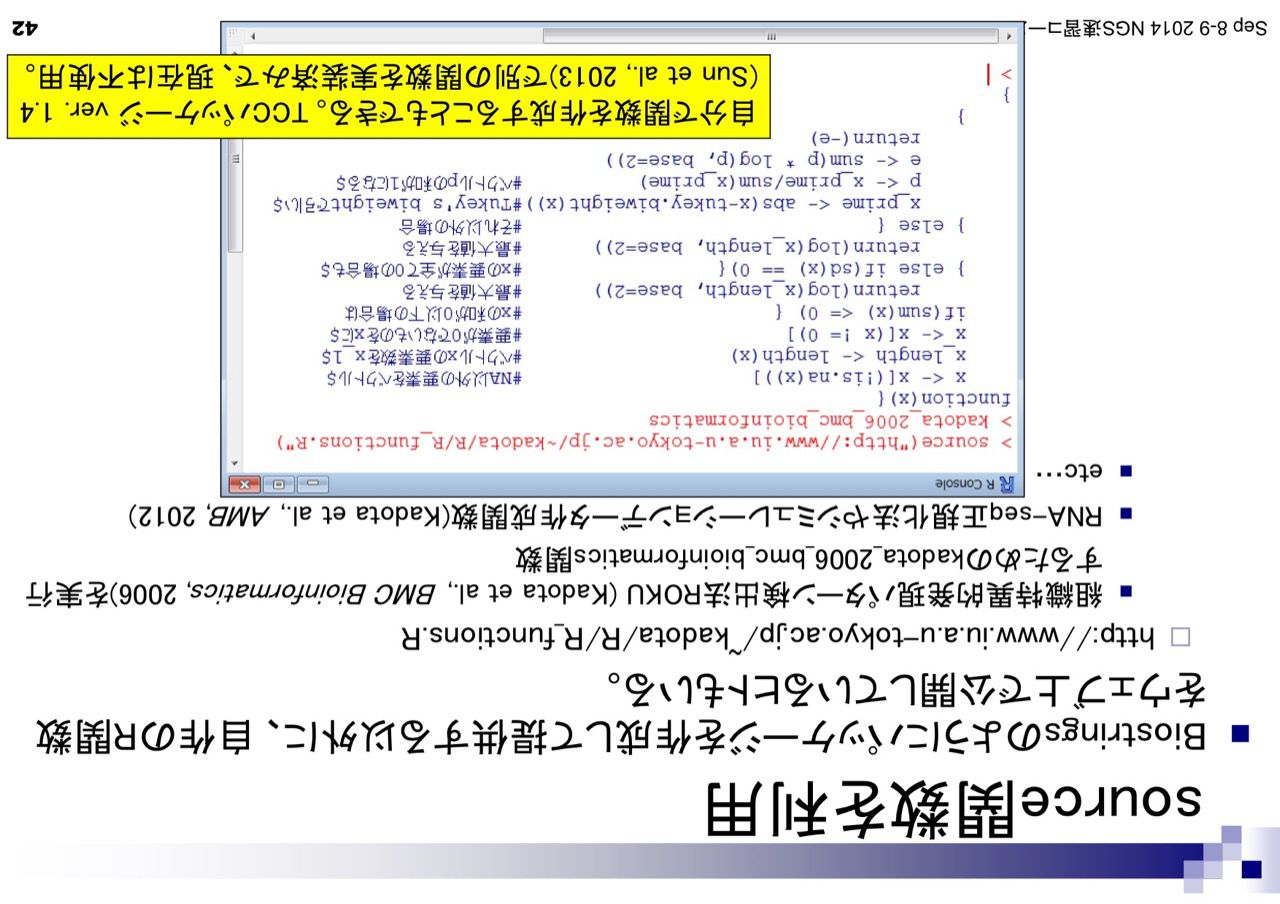 source関数を利用
Biostringsのようにパッケージを作成して提供する以外に、自作のR関数
をウェブ上で公開しているヒトもいる。
http://www.iu.a.u-tokyo.ac.jp/~kadota/R/R_functions.R
組織特異的発現パターン検出法ROKU (Kadota et al., BMC Bioinformatics, 2006)を実行
するためのkadota_2006_bmc_bioinformatics関数
RNA-seq正規化法やシミュレーションデータ作成関数(Kadota et al., AMB, 2012)
etc…
R Console
> source("http://www.iu.a.u-tokyo.ac.jp/~kadota/R/R_functions.R")
> kadota_2006_bmc_bioinformatics
function(x){
x <- x[(!is.na(x))] #NA以外の要素をベクトル$
x_length <- length(x) #ベクトルxの要素数をx_l$
x <- x[(x != 0)] #要素が0でないものをxに$
if(sum(x) <= 0) { #xの和が0以下の場合は
return(log(x_length, base=2)) #最大値を与える
} else if(sd(x) == 0){ #xの要素が全て0の場合も$
return(log(x_length, base=2)) #最大値を与える
} else { #それ以外の場合
x_prime <- abs(x-tukey.biweight(x))#Tukey's biweightで引い$
p <- x_prime/sum(x_prime) #ベクトルpの和が1になる$
e <- sum(p * log(p, base=2))
return(-e)
}
}
>
自分で関数を作成することもできる。TCCパッケージ ver. 1.4
(Sun et al., 2013)で別の関数を実装済みで、現在は不使用。
Sep 8-9 2014 NGS速習コー
42